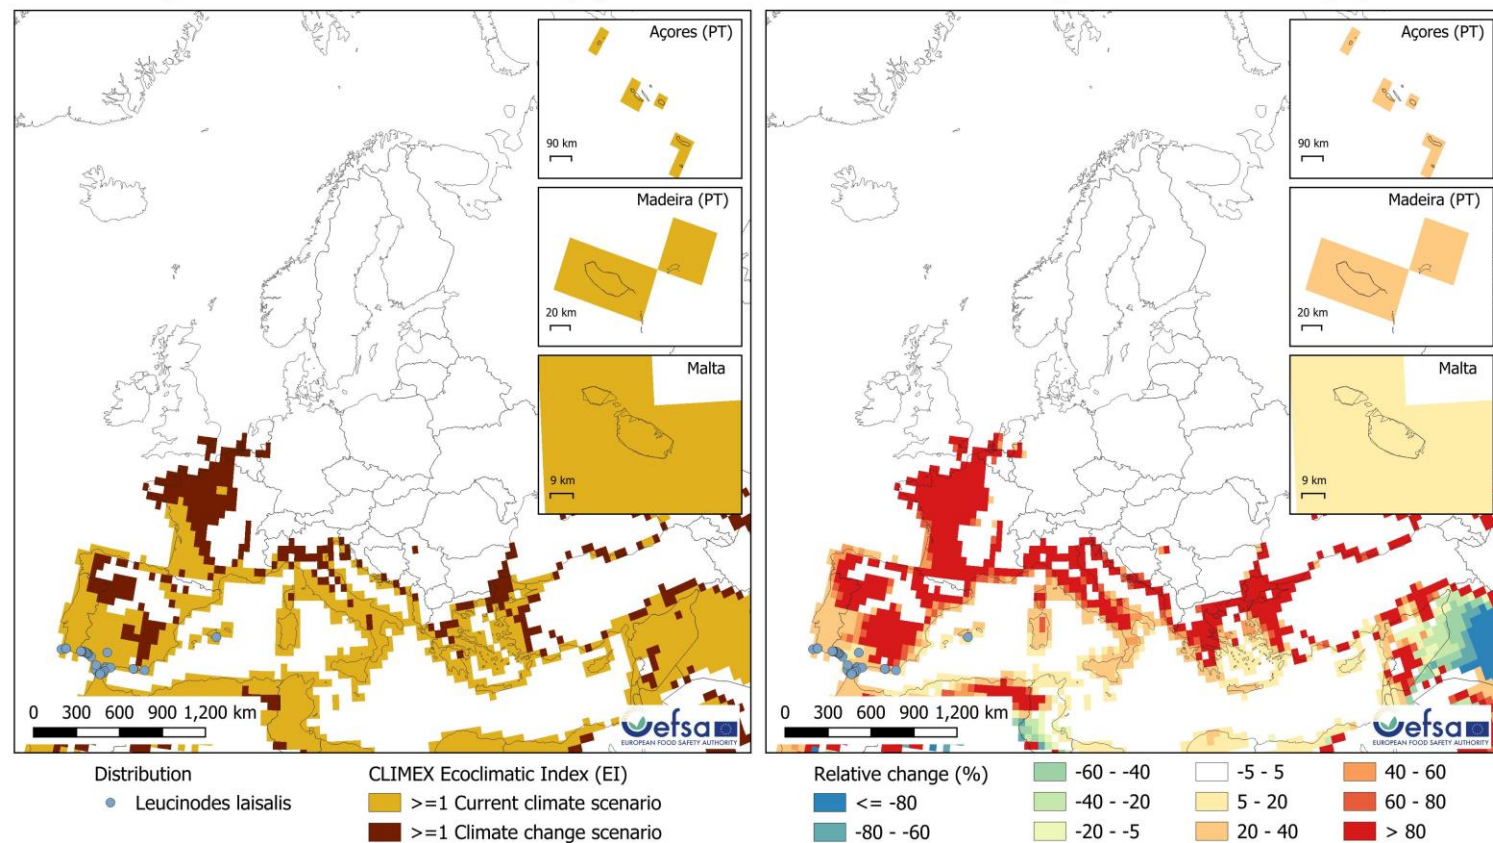 Açores (PT)
90 km
Madeira (PT)
20 km
Malta
9 km
0 300 600 900 1,200 km
efsa
EUROPEAN FOOD SAFETY AUTHORITY
Açores (PT)
90 km
Madeira (PT)
20 km
Malta
9 km
0 300 600 900 1,200 km
efsa
EUROPEAN FOOD SAFETY AUTHORITY
Distribution
Leucinodes laisalis
CLIMEX Ecoclimatic Index (EI)
>=1 Current climate scenario
>=1 Climate change scenario
Relative change (%)
<= -80
-80 - -60
-60 - -40
-40 - -20
-20 - -5
-5 - 5
5 - 20
20 - 40
40 - 60
60 - 80
> 80